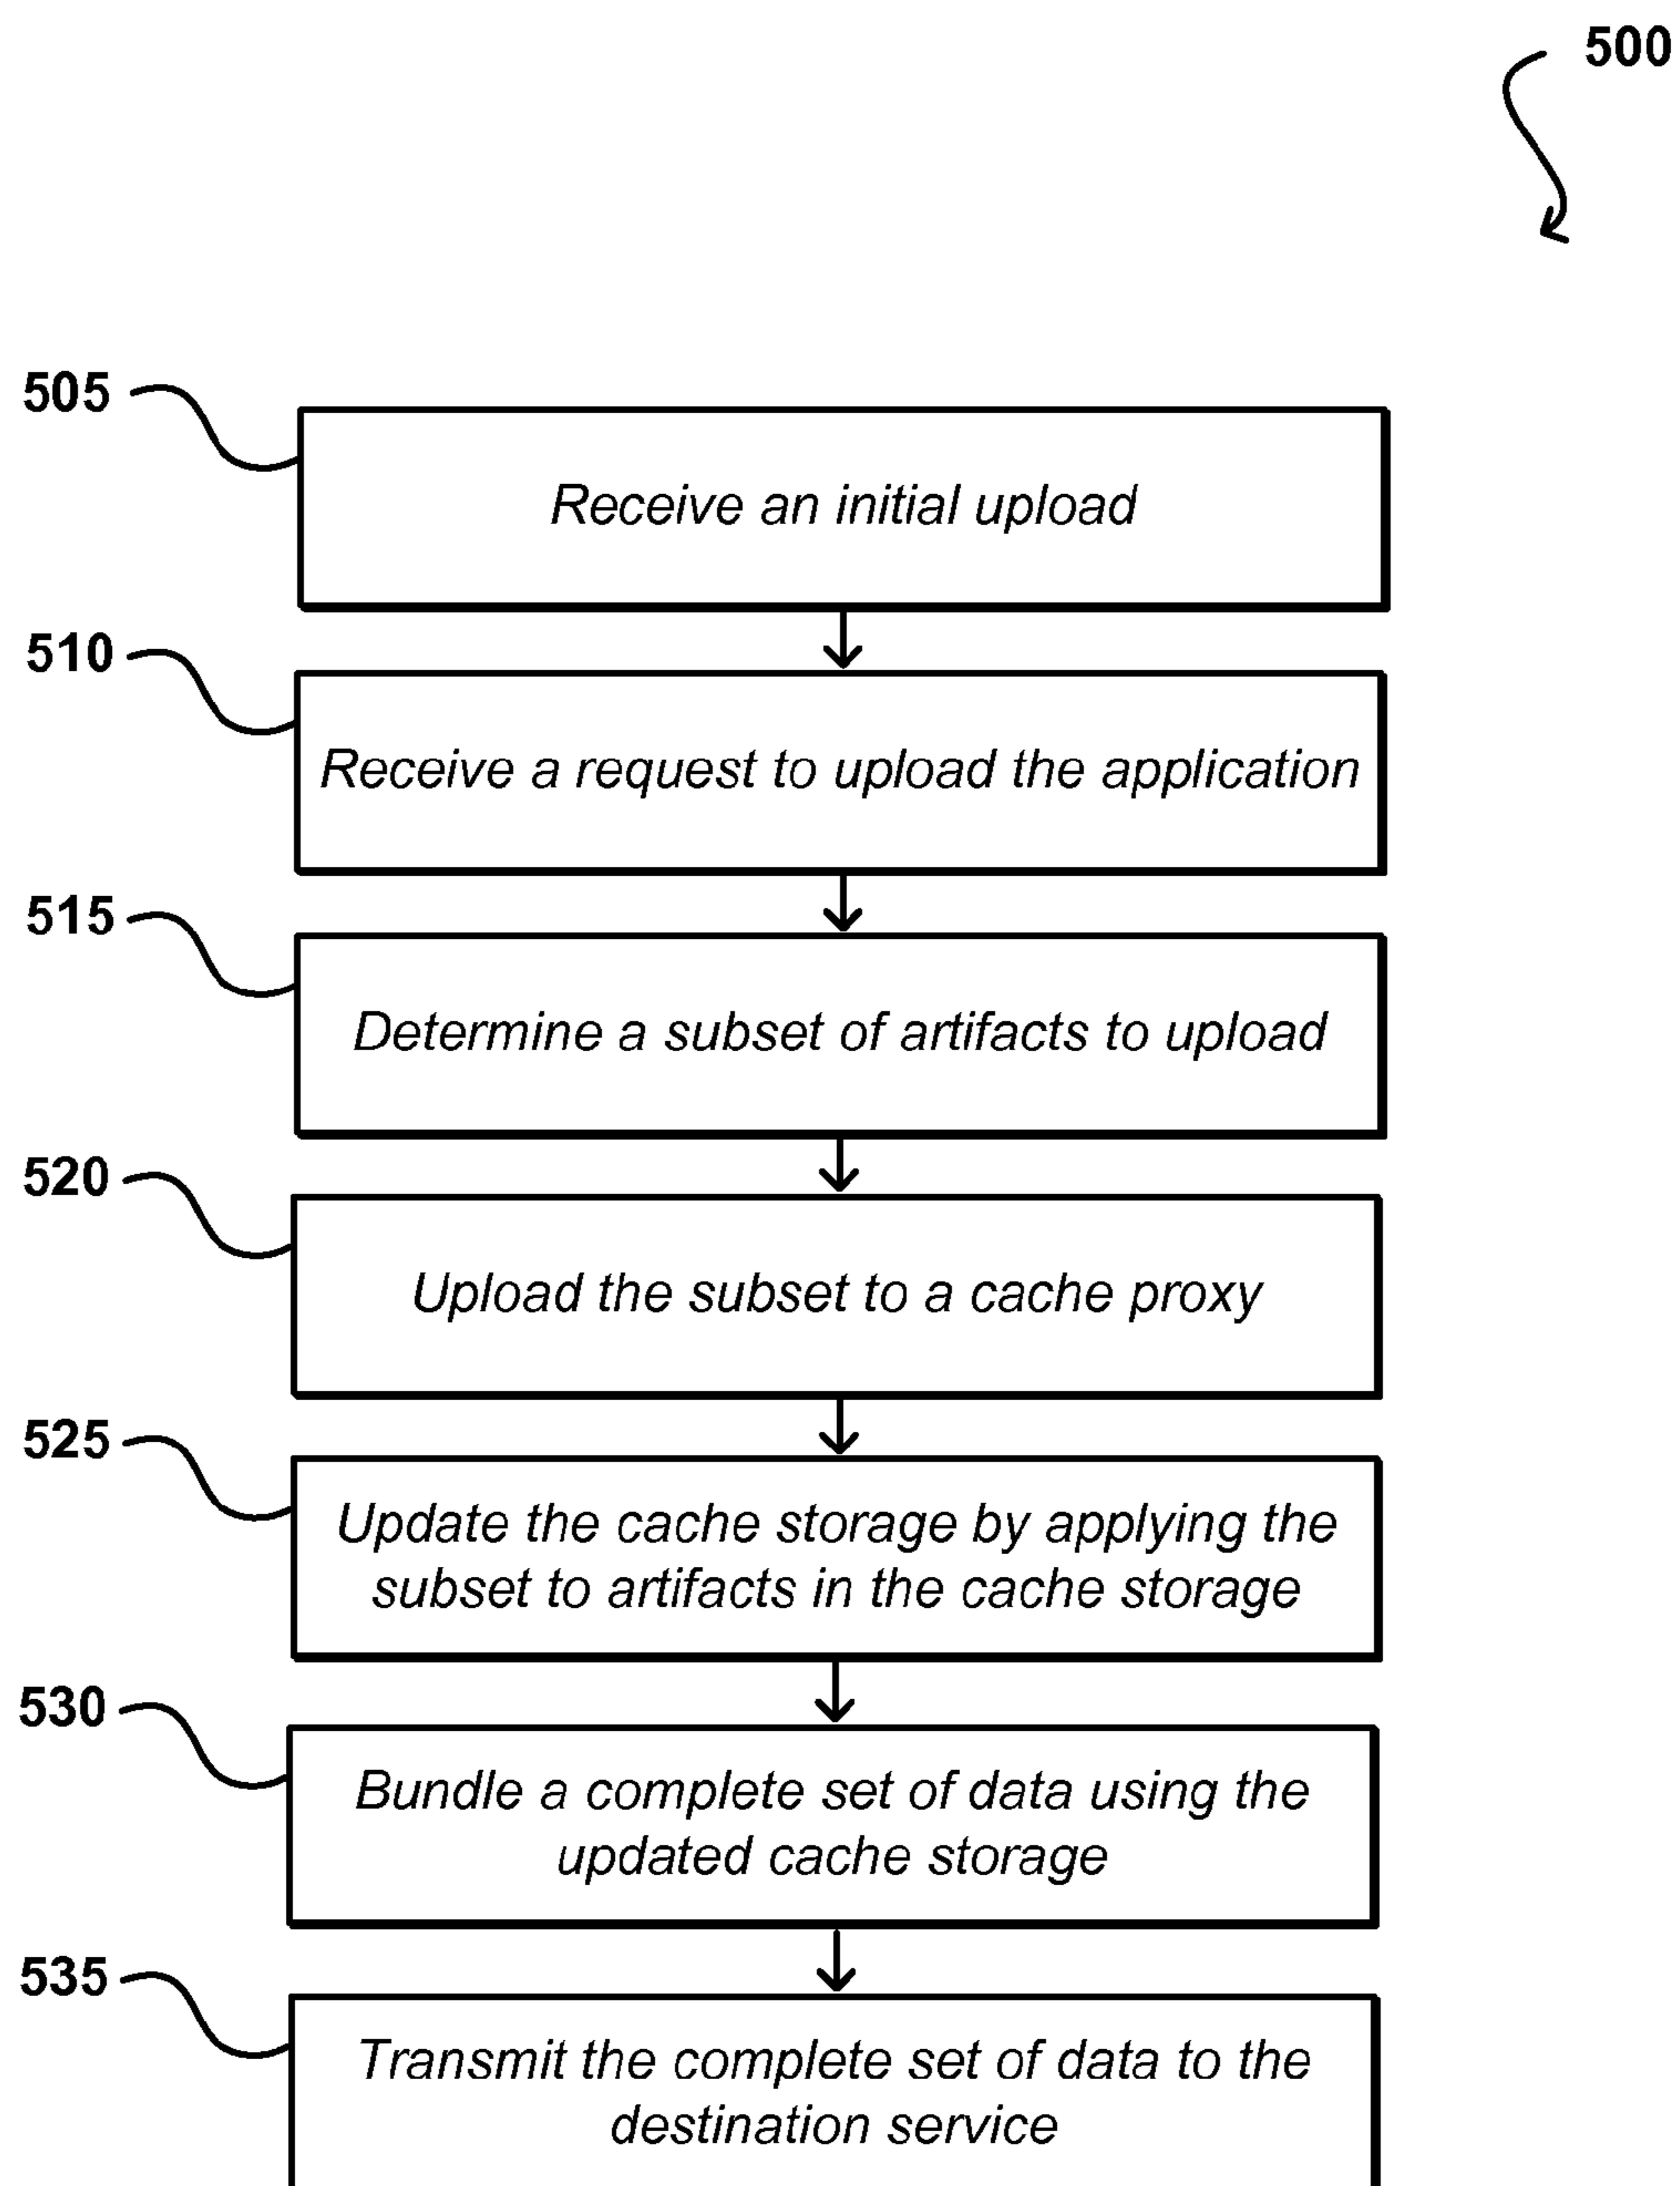 500
505
Receive an initial upload
510
Receive a request to upload the application
515
Determine a subset of artifacts to upload
520
Upload the subset to a cache proxy
525
Update the cache storage by applying the
subset to artifacts in the cache storage
530
Bundle a complete set of data using the
updated cache storage
535
Transmit the complete set of data to the
destination service